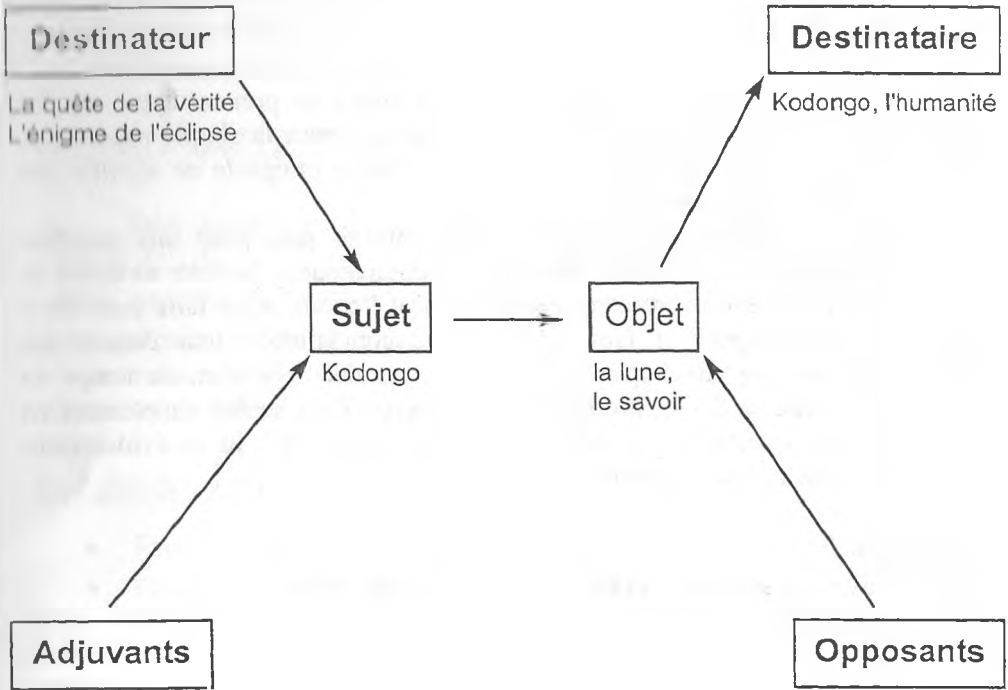 Destinateur
Destinataire
La quête de la vérité
L'énigme de l'éclipse
Kodongo, l'humanité
Sujet
Objet
Kodongo
la lune,
le savoir
Adjuvants
Opposants